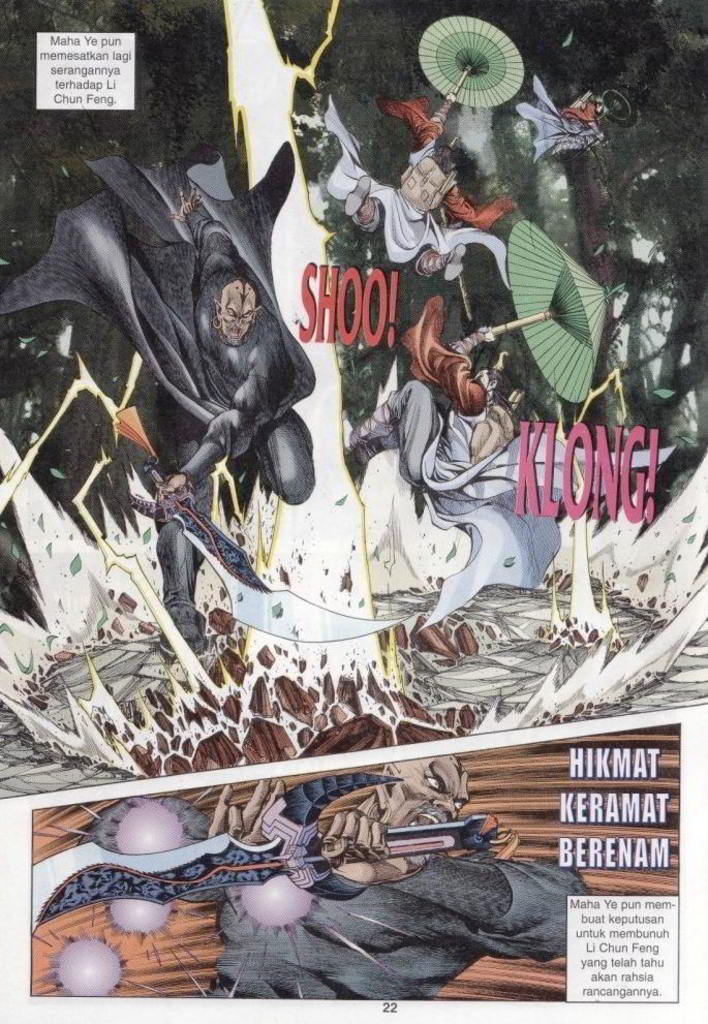 Maha Ye pun
memesatkan lagi
serangannya
terhadap Li
Chun Feng.
SHOO!
KLONG!
HIKMAT
KERAMAT
BERENAM
Maha Ye pun mem-
buat keputusan
untuk membunuh
Li Chun Feng
yang telah tahu
akan rahsia
rancangannya.
22